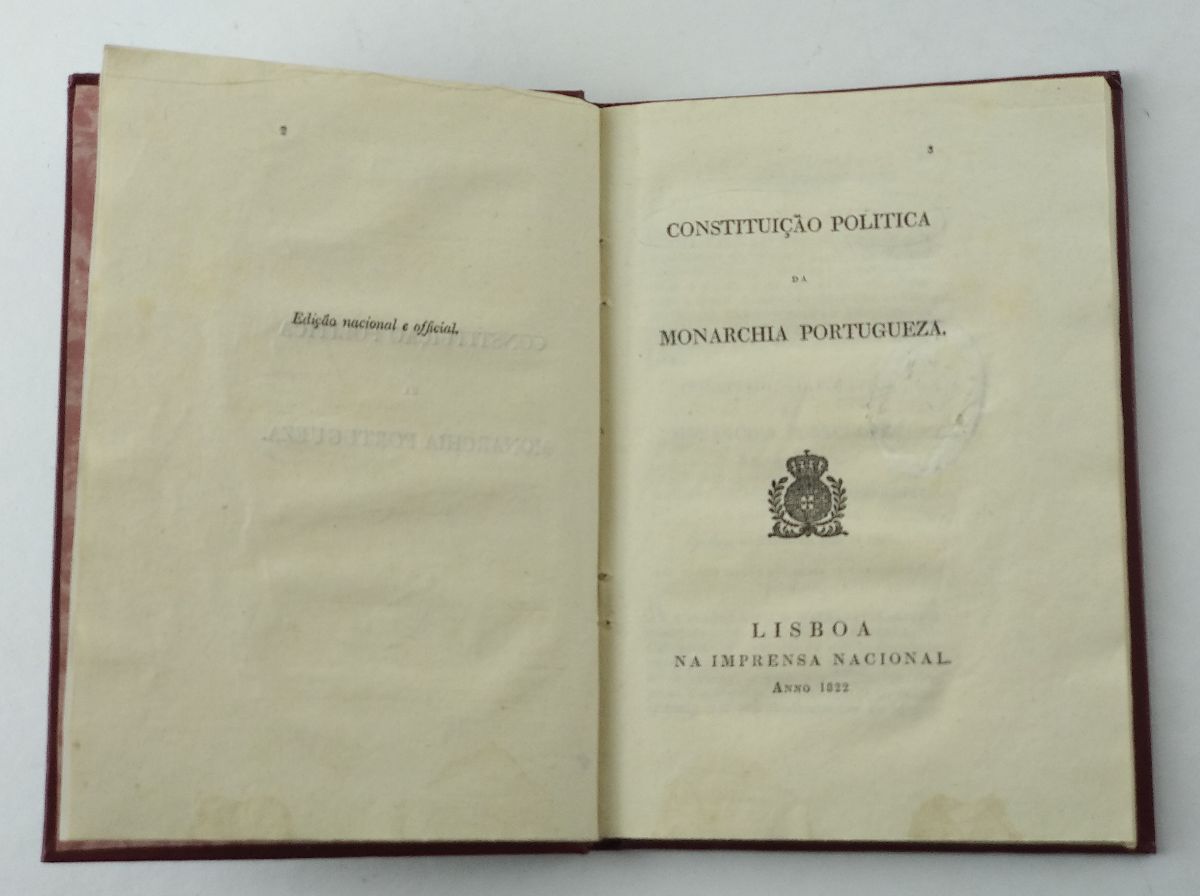 2
Edição nacional e official.
3
CONSTITUIÇÃO POLITICA
DA
MONARCHIA PORTUGUEZA.
LISBOA
NA IMPRENSA NACIONAL.
ANNO 1822